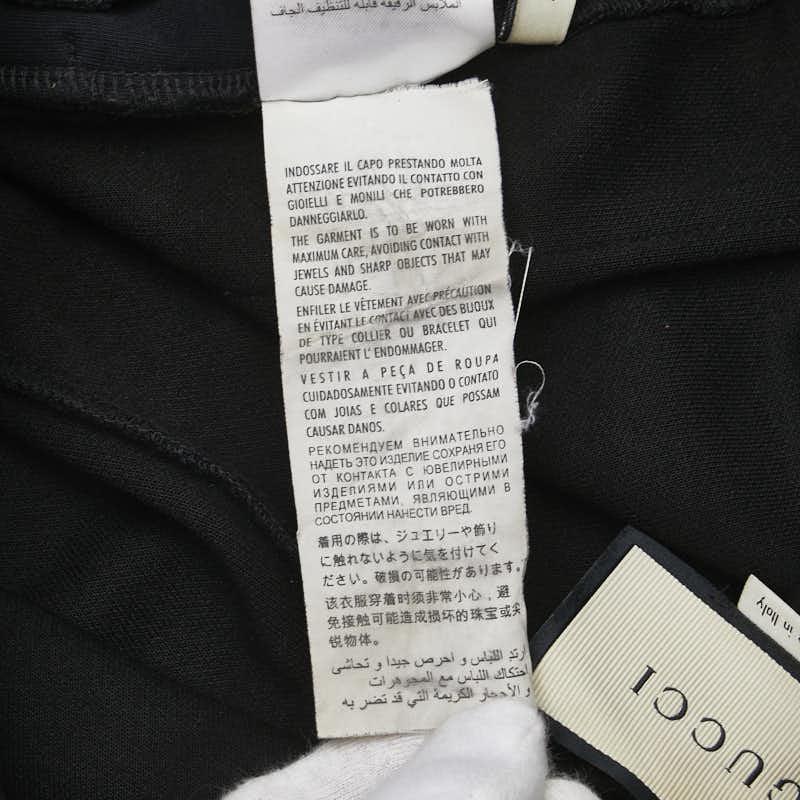 الملابس الرقيقة قابلة للتنظيف الجاف
INDOSSARE IL CAPO PRESTANDO MOLTA
ATTENZIONE EVITANDO IL CONTATTO CON
GIOIELLI E MONILI CHE POTREBBERO
DANNEGGIARLO.
THE GARMENT IS TO BE WORN WITH
MAXIMUM CARE, AVOIDING CONTACT WITH
JEWELS AND SHARP OBJECTS THAT MAY
CAUSE DAMAGE.
ENFILER LE VÊTEMENT AVEC PRÉCAUTION
EN ÉVITANT LE CONTACT AVEC DES BIJOUX
DE TYPE COLLIER OU BRACELET QUI
POURRAIENT L' ENDOMMAGER.
VESTIR A PEÇA DE ROUPA
CUIDADOSAMENTE EVITANDO O CONTATO
COM JOIAS E COLARES QUE POSSAM
CAUSAR DANOS.
РЕКОМЕНДУЕМ ВНИМАТЕЛЬНО
НАДЕТЬ ЭТО ИЗДЕЛИЕ СОХРАНЯ ЕГО
ОТ КОНТАКТА С ЮВЕЛИРНЫМИ
ИЗДЕЛИЯМИ ИЛИ ОСТРИМИ
ПРЕДМЕТАМИ, ЯВЛЯЮЩИМИ В
СОСТОЯНИИ НАНЕСТИ ВРЕД.
着用の際は、ジュエリーや飾り
に触れないように気を付けてく
ださい。破損の可能性があります。
该衣服穿着时须非常小心，避
免接触可能造成损坏的珠宝或尖
锐物体。
إرتدِ اللباس و احرص جيدا و تحاشى
احتكاك اللباس مع المجوهرات
و الأحجار الكريمة التي قد تضر به
GUCCI
in Italy